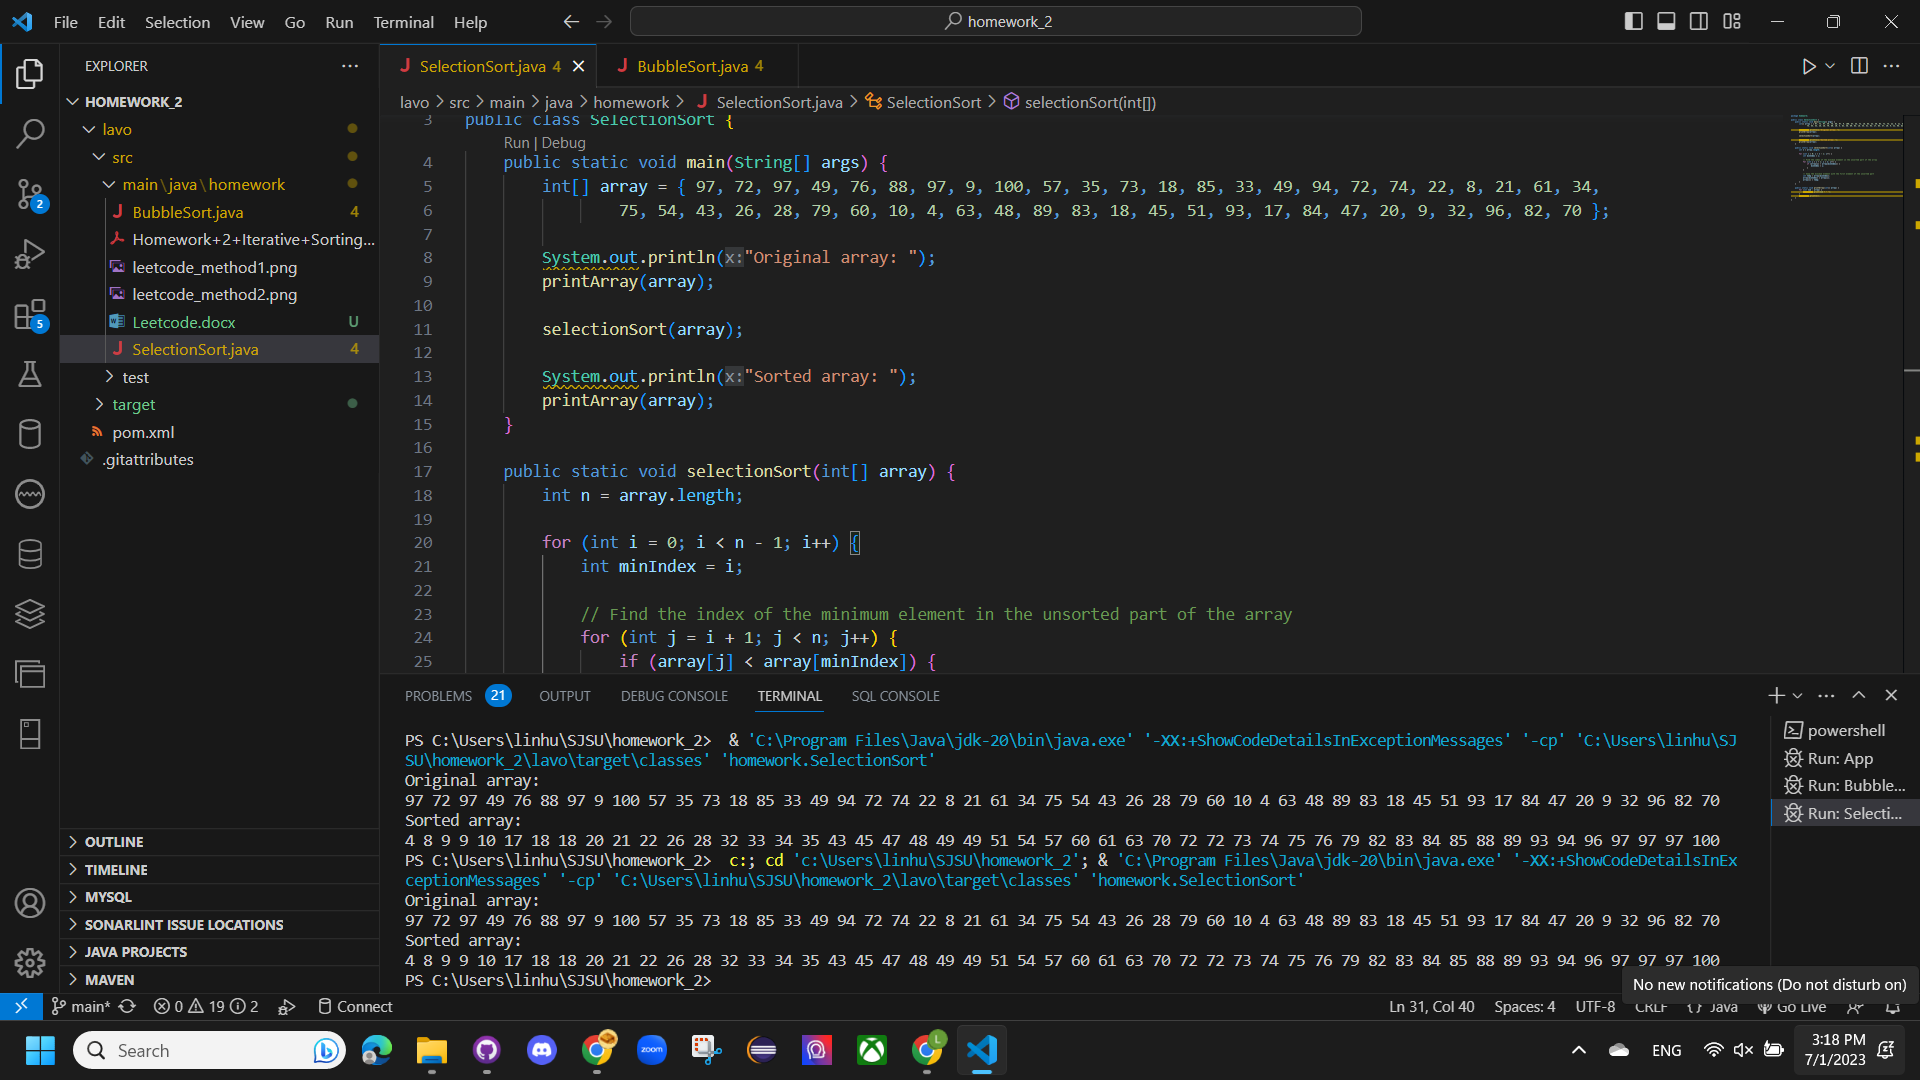 File Edit Selection View Go Run Terminal Help
homework_2
EXPLORER
HOMEWORK_2
lavo
src
main\java\homework
BubbleSort.java 4
Homework+2+Iterative+Sorting...
leetcode_method1.png
leetcode_method2.png
Leetcode.docx U
SelectionSort.java 4
test
target
pom.xml
.gitattributes
OUTLINE
TIMELINE
MYSQL
SONARLINT ISSUE LOCATIONS
JAVA PROJECTS
MAVEN
2
5
SelectionSort.java 4
BubbleSort.java 4
lavo > src > main > java > homework > SelectionSort.java > SelectionSort > selectionSort(int[])
3 public class SelectionSort {
Run | Debug
4 public static void main(String[] args) {
5 int[] array = { 97, 72, 97, 49, 76, 88, 97, 9, 100, 57, 35, 73, 18, 85, 33, 49, 94, 72, 74, 22, 8, 21, 61, 34,
6 75, 54, 43, 26, 28, 79, 60, 10, 4, 63, 48, 89, 83, 18, 45, 51, 93, 17, 84, 47, 20, 9, 32, 96, 82, 70 };
7
8 System.out.println(x:"Original array: ");
9 printArray(array);
10
11 selectionSort(array);
12
13 System.out.println(x:"Sorted array: ");
14 printArray(array);
15 }
16
17 public static void selectionSort(int[] array) {
18 int n = array.length;
19
20 for (int i = 0; i < n - 1; i++) {
21 int minIndex = i;
22
23 // Find the index of the minimum element in the unsorted part of the array
24 for (int j = i + 1; j < n; j++) {
25 if (array[j] < array[minIndex]) {
PROBLEMS 21 OUTPUT DEBUG CONSOLE TERMINAL SQL CONSOLE
PS C:\Users\linhu\SJSU\homework_2> & 'C:\Program Files\Java\jdk-20\bin\java.exe' '-XX:+ShowCodeDetailsInExceptionMessages' '-cp' 'C:\Users\linhu\SJ
SU\homework_2\lavo\target\classes' 'homework.SelectionSort'
Original array:
97 72 97 49 76 88 97 9 100 57 35 73 18 85 33 49 94 72 74 22 8 21 61 34 75 54 43 26 28 79 60 10 4 63 48 89 83 18 45 51 93 17 84 47 20 9 32 96 82 70
Sorted array:
4 8 9 9 10 17 18 18 20 21 22 26 28 32 33 34 35 43 45 47 48 49 49 51 54 57 60 61 63 70 72 72 73 74 75 76 79 82 83 84 85 88 89 93 94 96 97 97 97 100
PS C:\Users\linhu\SJSU\homework_2> c:; cd 'c:\Users\linhu\SJSU\homework_2'; & 'C:\Program Files\Java\jdk-20\bin\java.exe' '-XX:+ShowCodeDetailsInEx
ceptionMessages' '-cp' 'C:\Users\linhu\SJSU\homework_2\lavo\target\classes' 'homework.SelectionSort'
Original array:
97 72 97 49 76 88 97 9 100 57 35 73 18 85 33 49 94 72 74 22 8 21 61 34 75 54 43 26 28 79 60 10 4 63 48 89 83 18 45 51 93 17 84 47 20 9 32 96 82 70
Sorted array:
4 8 9 9 10 17 18 18 20 21 22 26 28 32 33 34 35 43 45 47 48 49 49 51 54 57 60 61 63 70 72 72 73 74 75 76 79 82 83 84 85 88 89 93 94 96 97 97 97 100
PS C:\Users\linhu\SJSU\homework_2>
powershell
Run: App
Run: Bubble...
Run: Selecti...
No new notifications (Do not disturb on)
main* 0 19 2 Connect
Ln 31, Col 40 Spaces: 4 UTF-8 CRLF {} Java Go Live
Search
zoom
L
ENG
3:18 PM
7/1/2023